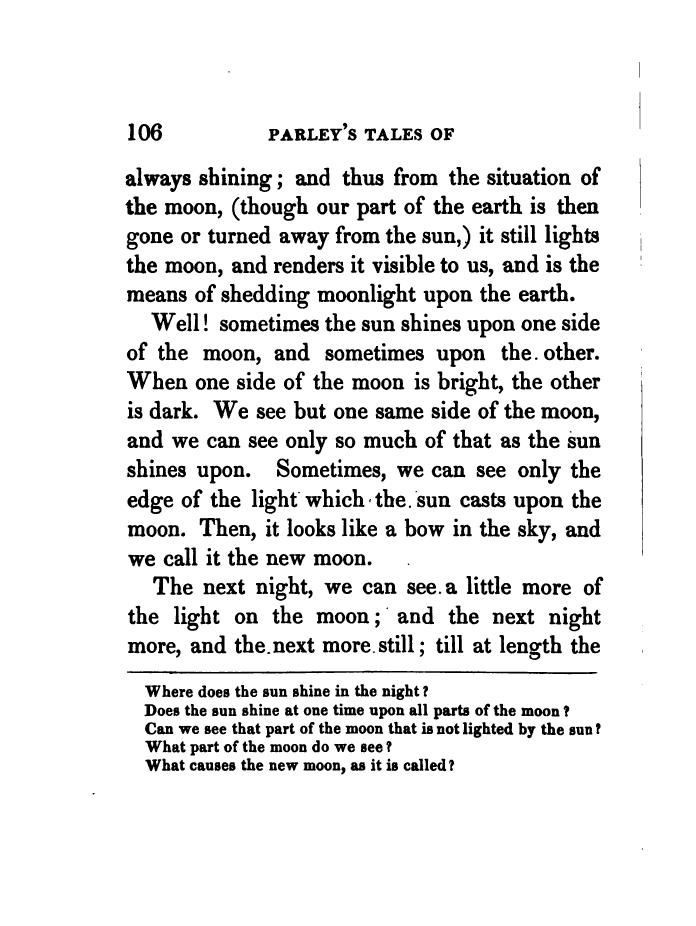 106 PARLEY'S TALES OF
always shining; and thus from the situation of
the moon, (though our part of the earth is then
gone or turned away from the sun,) it still lights
the moon, and renders it visible to us, and is the
means of shedding moonlight upon the earth.
Well! sometimes the sun shines upon one side
of the moon, and sometimes upon the other.
When one side of the moon is bright, the other
is dark. We see but one same side of the moon,
and we can see only so much of that as the sun
shines upon. Sometimes, we can see only the
edge of the light which the sun casts upon the
moon. Then, it looks like a bow in the sky, and
we call it the new moon.
The next night, we can see a little more of
the light on the moon; and the next night
more, and the next more still; till at length the
Where does the sun shine in the night?
Does the sun shine at one time upon all parts of the moon?
Can we see that part of the moon that is not lighted by the sun?
What part of the moon do we see?
What causes the new moon, as it is called?